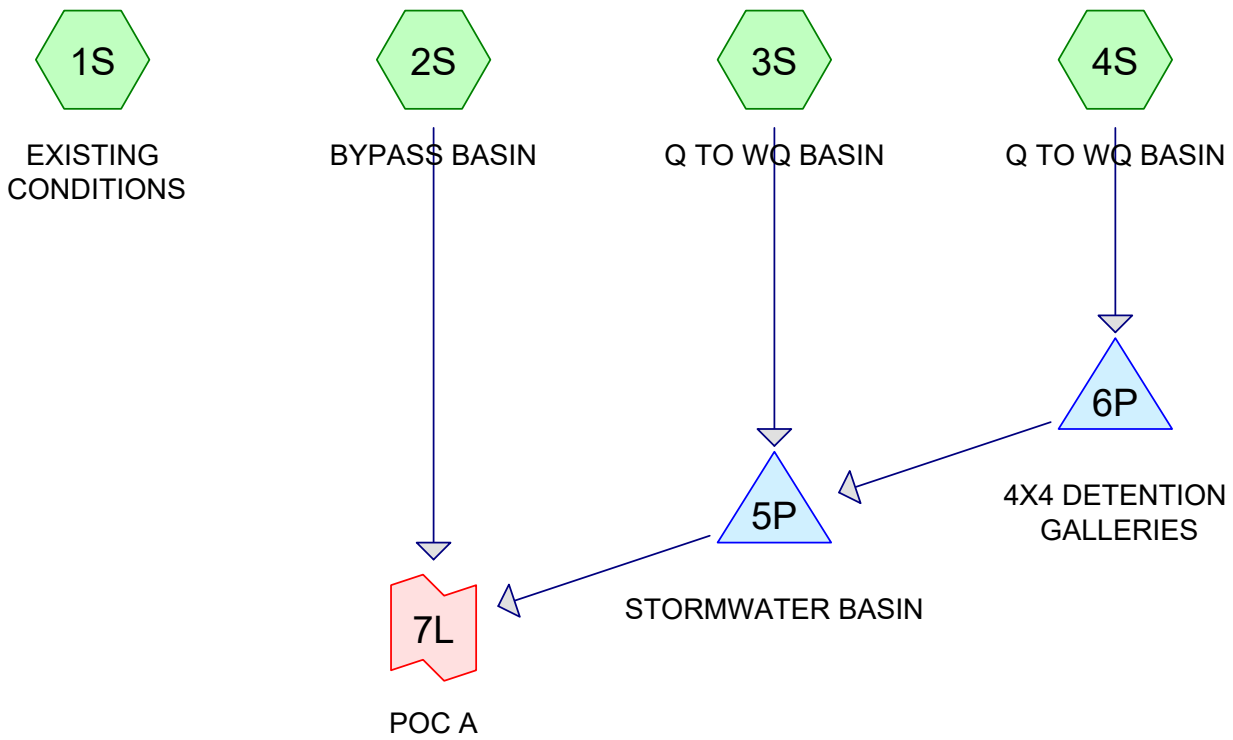 1S
2S
3S
4S
EXISTING
CONDITIONS
BYPASS BASIN
Q TO WQ BASIN
Q TO WQ BASIN
6P
4X4 DETENTION
GALLERIES
5P
STORMWATER BASIN
7L
POC A